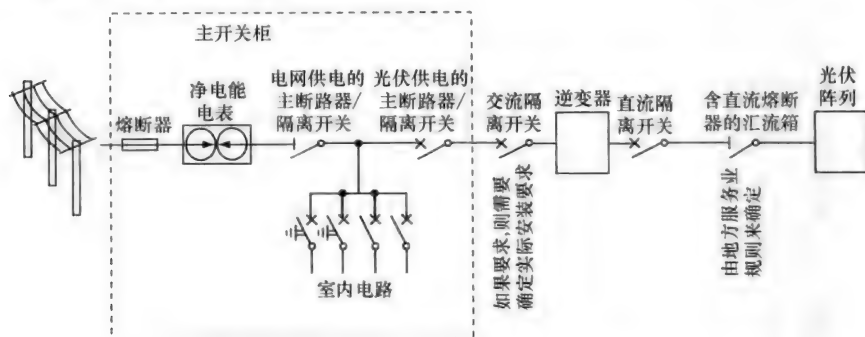 主开关柜
熔断器
净电能
电表
电网供电的
主断路器/
隔离开关
光伏供电的
主断路器/
隔离开关
室内电路
交流隔
离开关
如果要求,则需要
确定实际安装要求
逆变器
直流隔
离开关
含直流熔断
器的汇流箱
由地方服务业
规则来确定
光伏
阵列